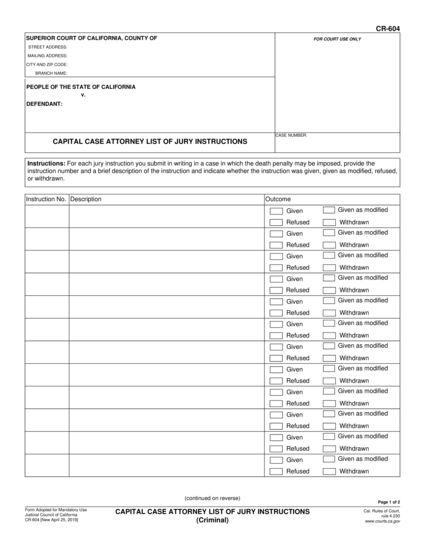 CR-604
SUPERIOR COURT OF CALIFORNIA, COUNTY OF
FOR COURT USE ONLY
STREET ADDRESS:
MAILING ADDRESS:
CITY AND ZIP CODE:
BRANCH NAME:
PEOPLE OF THE STATE OF CALIFORNIA
v.
DEFENDANT:
CASE NUMBER:
CAPITAL CASE ATTORNEY LIST OF JURY INSTRUCTIONS
Instructions: For each jury instruction you submit in writing in a case in which the death penalty may be imposed, provide the
instruction number and a brief description of the instruction and indicate whether the instruction was given, given as modified, refused,
or withdrawn.
Instruction No. Description Outcome
Given Given as modified
Refused Withdrawn
Given Given as modified
Refused Withdrawn
Given Given as modified
Refused Withdrawn
Given Given as modified
Refused Withdrawn
Given Given as modified
Refused Withdrawn
Given Given as modified
Refused Withdrawn
Given Given as modified
Refused Withdrawn
Given Given as modified
Refused Withdrawn
Given Given as modified
Refused Withdrawn
Given Given as modified
Refused Withdrawn
Given Given as modified
Refused Withdrawn
Given Given as modified
Refused Withdrawn
(continued on reverse)
Page 1 of 2
Form Adopted for Mandatory Use
Judicial Council of California
CR-604 [New April 25, 2019]
CAPITAL CASE ATTORNEY LIST OF JURY INSTRUCTIONS
(Criminal)
Cal. Rules of Court,
rule 4.230
www.courts.ca.gov